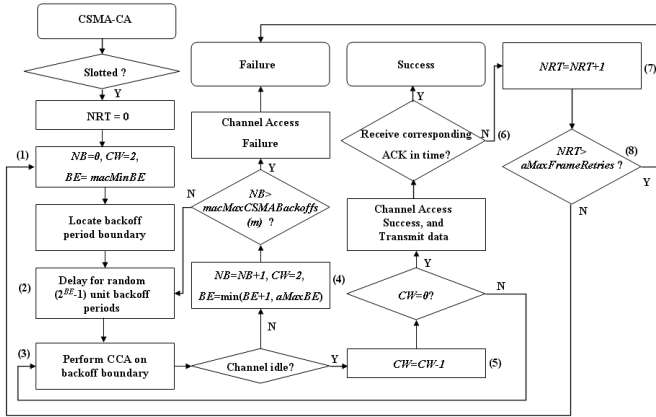 CSMA-CA
Slotted ?
Y
NRT = 0
(1)
NB=0, CW=2,
BE= macMinBE
Locate backoff
period boundary
(2)
Delay for random
(2^BE-1) unit backoff
periods
(3)
Perform CCA on
backoff boundary
Failure
Channel Access
Failure
Y
N
NB>
macMaxCSMABackoffs
(m) ?
NB=NB+1, CW=2,
BE=min(BE+1, aMaxBE)
(4)
N
Channel idle?
Y
Success
Y
Receive corresponding
ACK in time?
N
(6)
Channel Access
Success, and
Transmit data
Y
CW=0?
N
CW=CW-1
(5)
NRT=NRT+1
(7)
NRT>
aMaxFrameRetries ?
(8)
Y
N